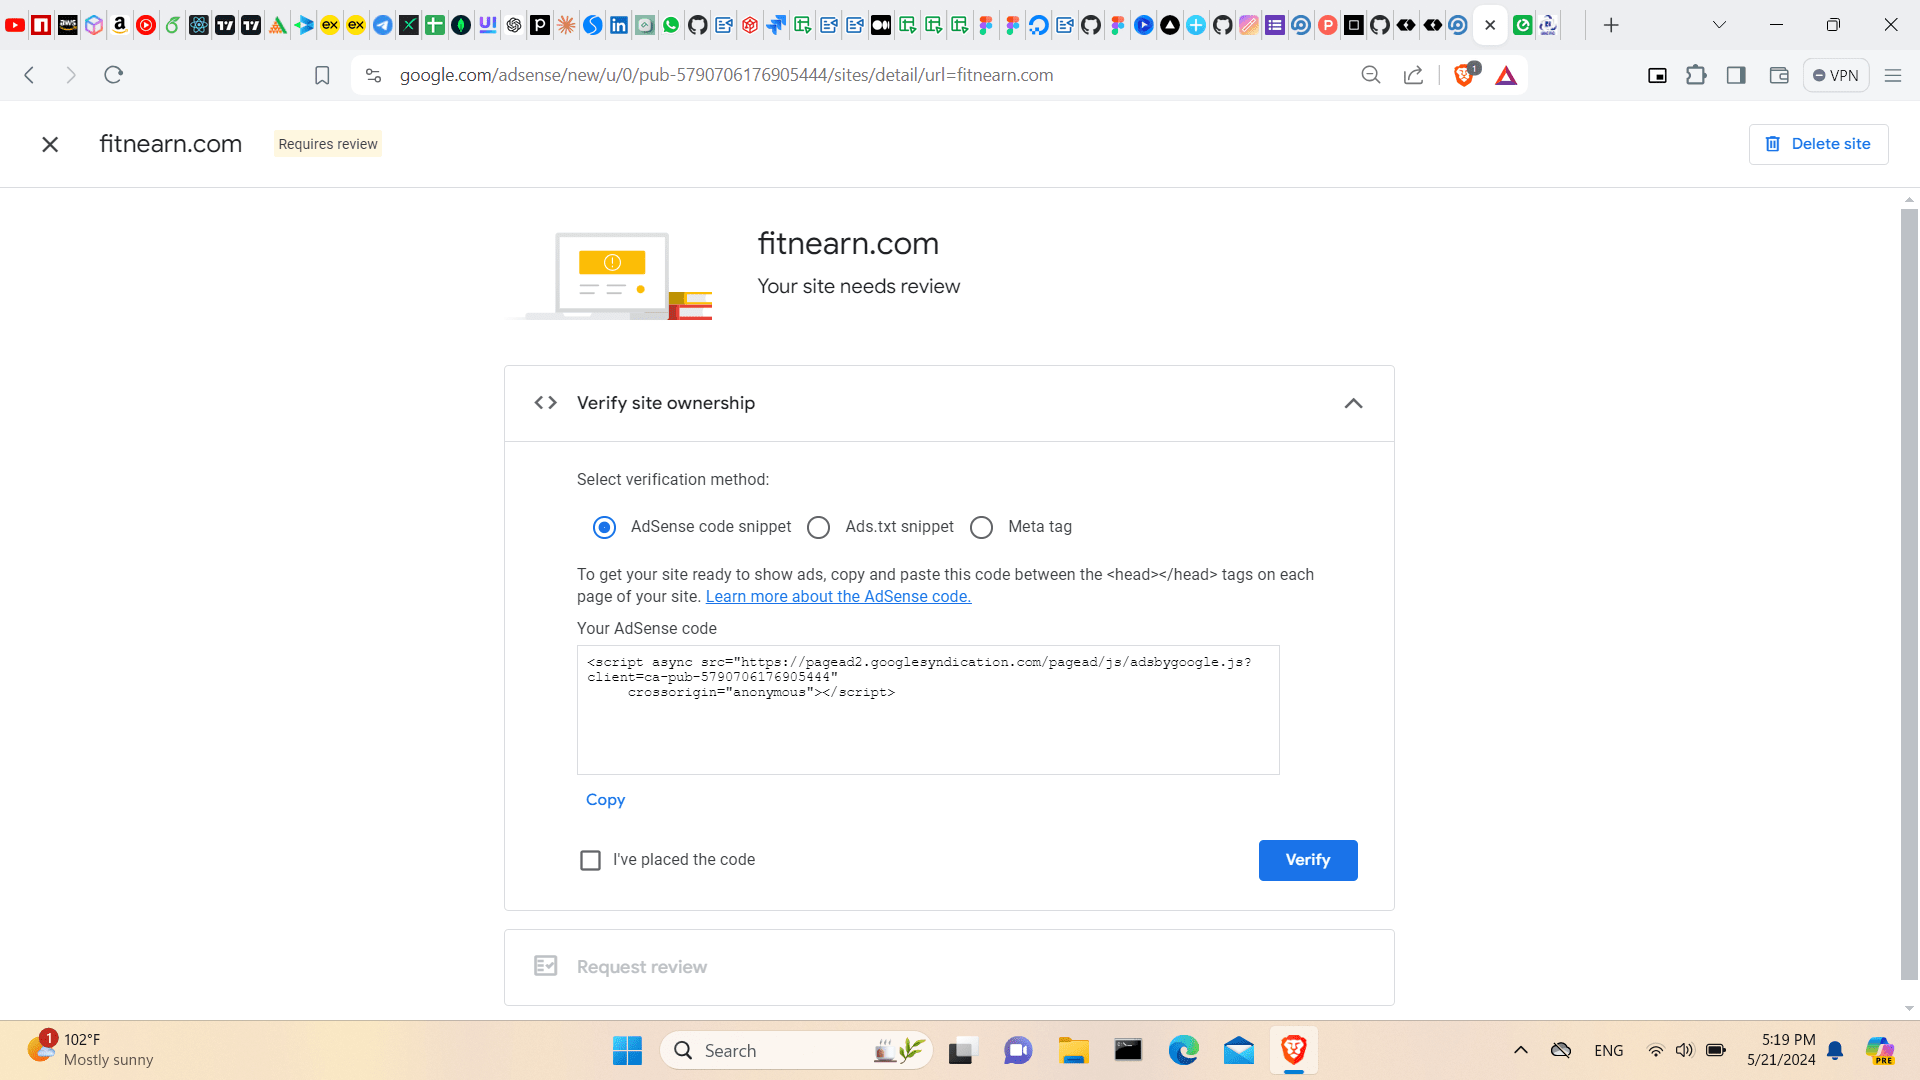 google.com/adsense/new/u/0/pub-5790706176905444/sites/detail/url=fitnearn.com
1
VPN
fitnearn.com
Requires review
Delete site
fitnearn.com
Your site needs review
Verify site ownership
Select verification method:
AdSense code snippet
Ads.txt snippet
Meta tag
To get your site ready to show ads, copy and paste this code between the <head></head> tags on each
page of your site. Learn more about the AdSense code.
Your AdSense code
<script async src="https://pagead2.googlesyndication.com/pagead/js/adsbygoogle.js?
client=ca-pub-5790706176905444"
crossorigin="anonymous"></script>
Copy
I've placed the code
Verify
Request review
1
102°F
Mostly sunny
Search
ENG
5:19 PM
5/21/2024
PRE